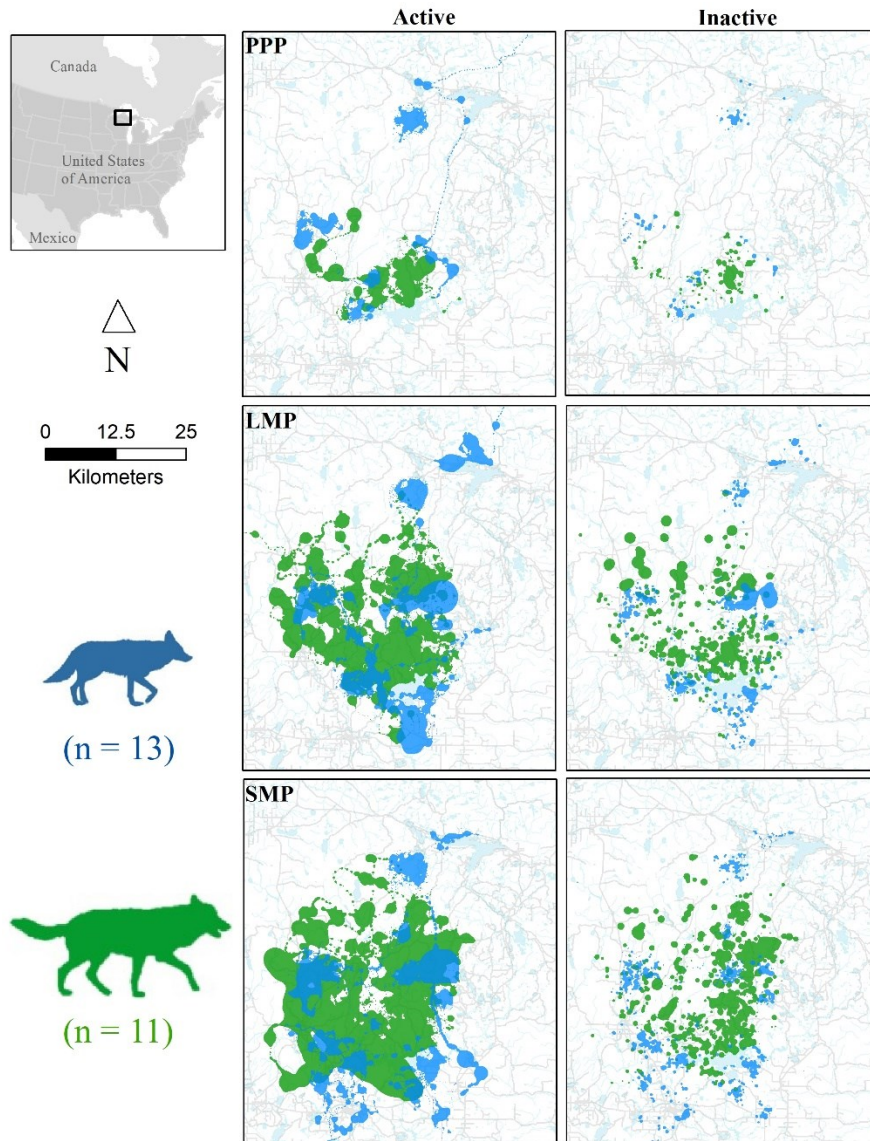 Active
Inactive
PPP
Canada
United States
of America
Mexico
N
0 12.5 25
Kilometers
LMP
(n = 13)
SMP
(n = 11)